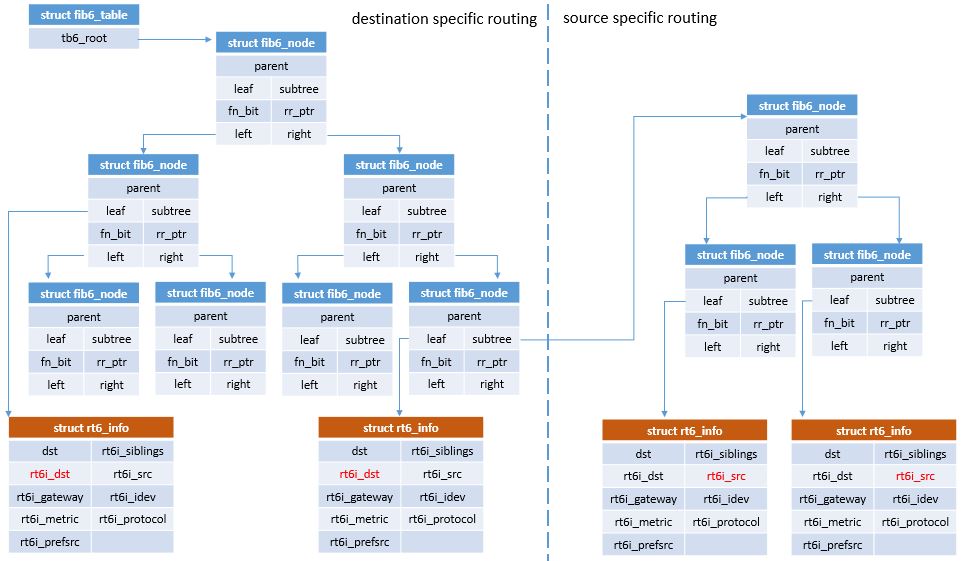 destination specific routing
source specific routing
struct fib6_table
tb6_root
struct fib6_node
parent
leaf subtree
fn_bit rr_ptr
left right
struct fib6_node
parent
leaf subtree
fn_bit rr_ptr
left right
struct fib6_node
parent
leaf subtree
fn_bit rr_ptr
left right
struct fib6_node
parent
leaf subtree
fn_bit rr_ptr
left right
struct fib6_node
parent
leaf subtree
fn_bit rr_ptr
left right
struct fib6_node
parent
leaf subtree
fn_bit rr_ptr
left right
struct fib6_node
parent
leaf subtree
fn_bit rr_ptr
left right
struct rt6_info
dst rt6i_siblings
rt6i_dst rt6i_src
rt6i_gateway rt6i_idev
rt6i_metric rt6i_protocol
rt6i_prefsrc
struct rt6_info
dst rt6i_siblings
rt6i_dst rt6i_src
rt6i_gateway rt6i_idev
rt6i_metric rt6i_protocol
rt6i_prefsrc
struct fib6_node
parent
leaf subtree
fn_bit rr_ptr
left right
struct fib6_node
parent
leaf subtree
fn_bit rr_ptr
left right
struct fib6_node
parent
leaf subtree
fn_bit rr_ptr
left right
struct rt6_info
dst rt6i_siblings
rt6i_dst rt6i_src
rt6i_gateway rt6i_idev
rt6i_metric rt6i_protocol
rt6i_prefsrc
struct rt6_info
dst rt6i_siblings
rt6i_dst rt6i_src
rt6i_gateway rt6i_idev
rt6i_metric rt6i_protocol
rt6i_prefsrc